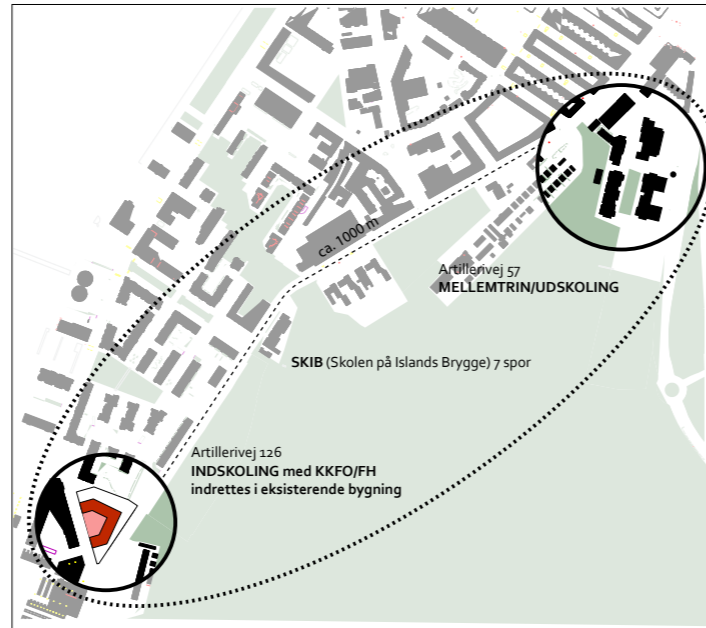 ca. 1000 m
Artillerivej 57
MELLEMTRIN/UDSKOLING
SKIB (Skolen på Islands Brygge) 7 spor
Artillerivej 126
INDSKOLING med KKFO/FH
indrettes i eksisterende bygning